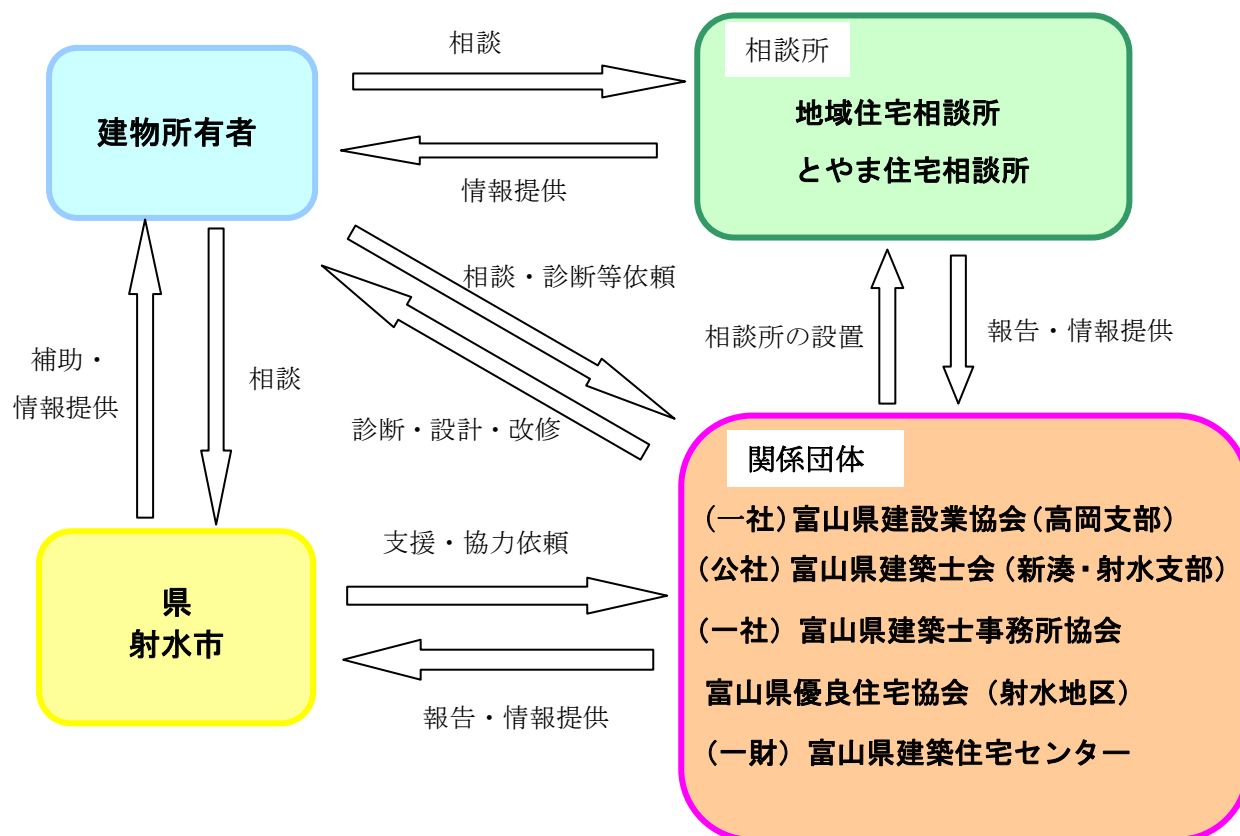 相談
相談所
建物所有者
地域住宅相談所
とやま住宅相談所
情報提供
相談・診断等依頼
相談所の設置
報告・情報提供
補助・
情報提供
相談
診断・設計・改修
関係団体
(一社)富山県建設業協会(高岡支部)
(公社)富山県建築士会(新湊・射水支部)
(一社)富山県建築士事務所協会
富山県優良住宅協会(射水地区)
(一財)富山県建築住宅センター
支援・協力依頼
県
射水市
報告・情報提供